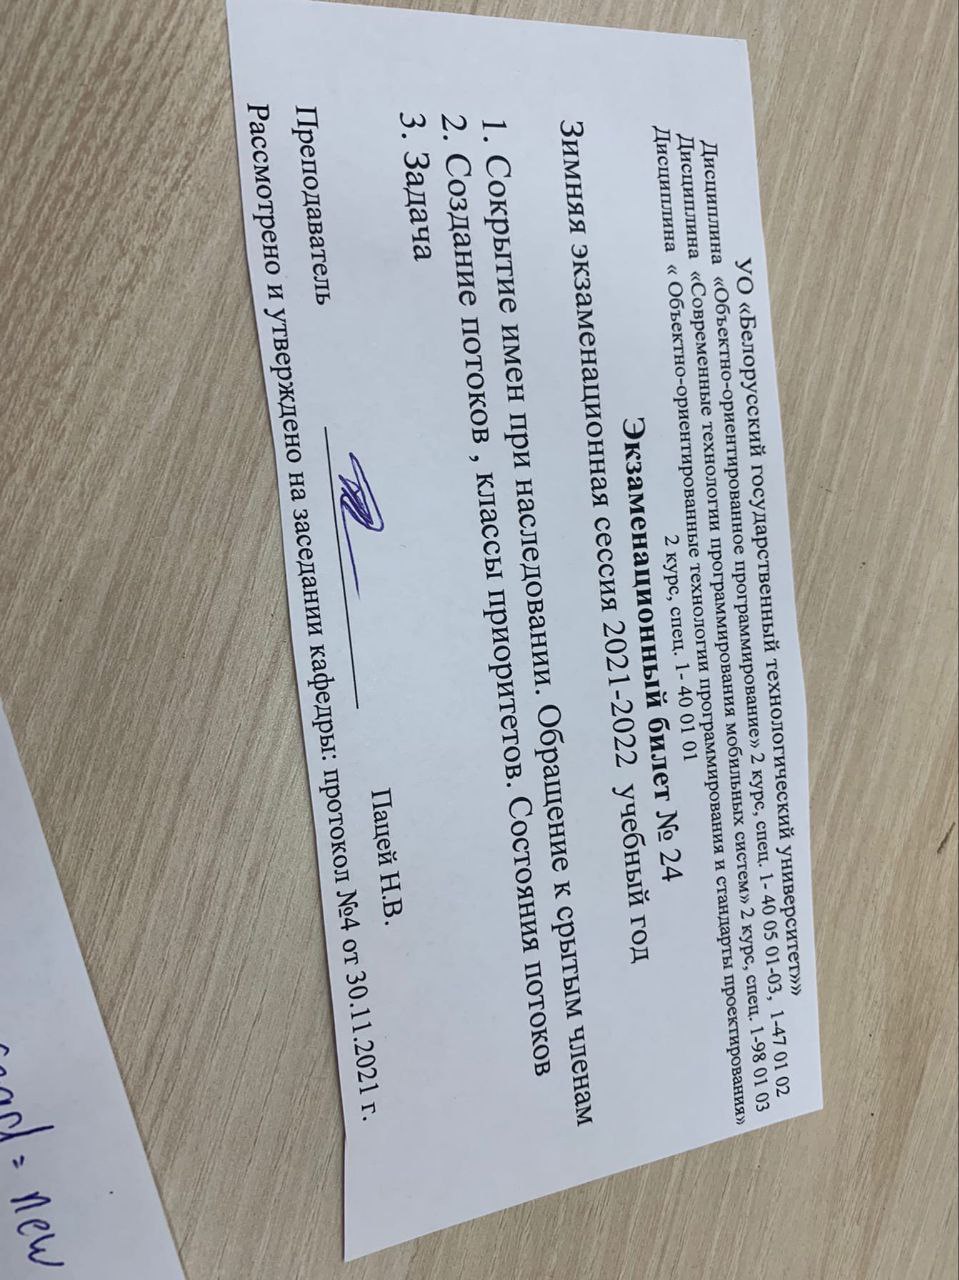 УО «Белорусский государственный технологический университет»»
Дисциплина «Объектно-ориентированное программирование» 2 курс, спец. 1- 40 05 01-03, 1-47 01 02
Дисциплина «Современные технологии программирования мобильных систем» 2 курс, спец. 1-98 01 03
Дисциплина « Объектно-ориентированные технологии программирования и стандарты проектирования»
2 курс, спец. 1- 40 01 01
Экзаменационный билет № 24
Зимняя экзаменационная сессия 2021-2022 учебный год
1. Сокрытие имен при наследовании. Обращение к срытым членам
2. Создание потоков , классы приоритетов. Состояния потоков
3. Задача
Преподаватель Пацей Н.В.
Рассмотрено и утверждено на заседании кафедры: протокол №4 от 30.11.2021 г.
= new